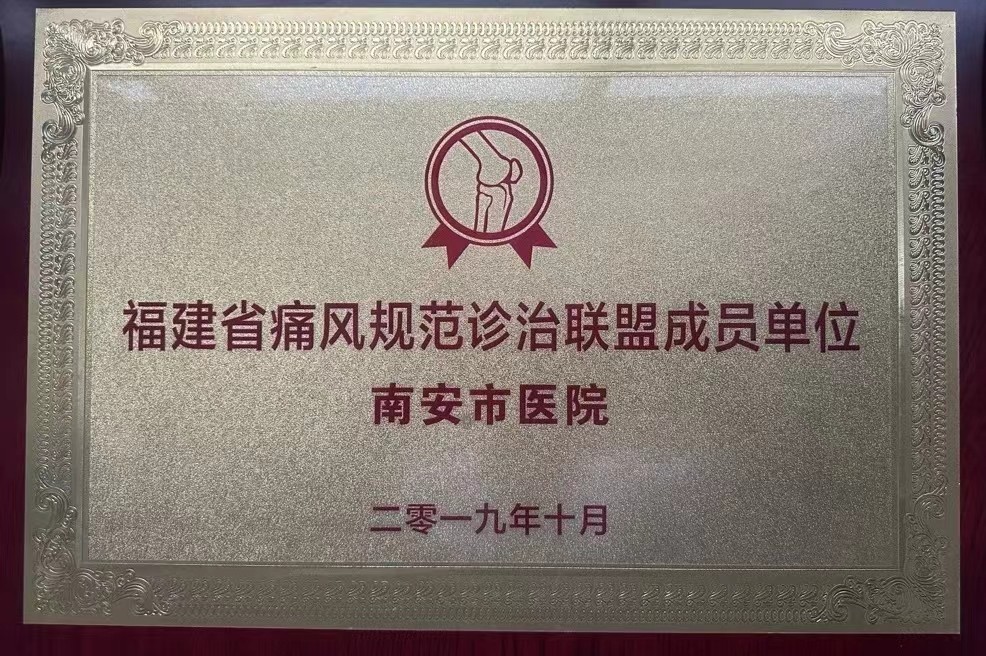 福建省痛风规范诊治联盟成员单位
南安市医院
二零一九年十月